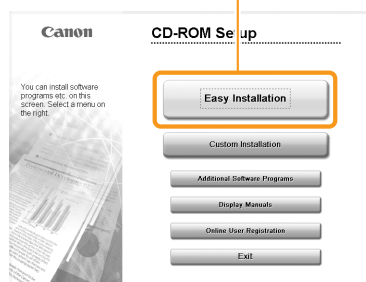 Canon
CD-ROM Setup
You can install software
programs etc. on this
screen. Select a menu on
the right.
Easy Installation
Custom Installation
Additional Software Programs
Display Manuals
Online User Registration
Exit